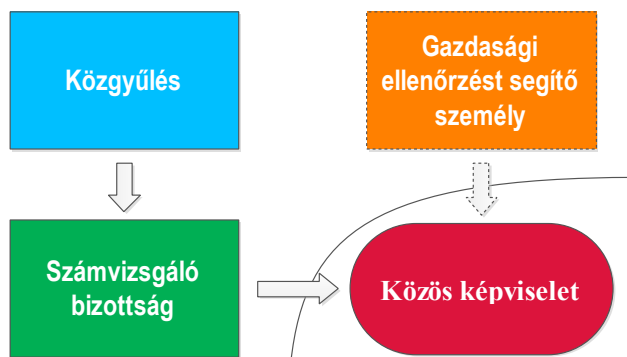 Közgyűlés
Gazdasági
ellenőrzést segítő
személy
Számvizsgáló
bizottság
Közös képviselet